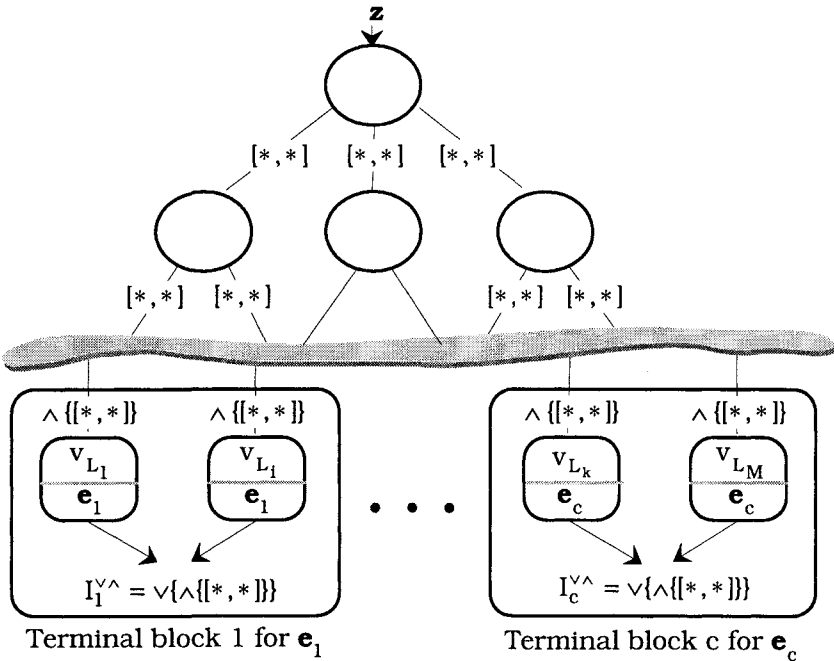 z
[*,*] [*,*] [*,*]
[*,*] [*,*] [*,*] [*,*]
∧{[*,*]} ∧{[*,*]} ∧{[*,*]} ∧{[*,*]}
v_{L_1} v_{L_i} v_{L_k} v_{L_M}
e_1 e_1 • • • e_c e_c
I_1^{∨∧} = ∨{∧{[*,*]}} I_c^{∨∧} = ∨{∧{[*,*]}}
Terminal block 1 for e_1 Terminal block c for e_c